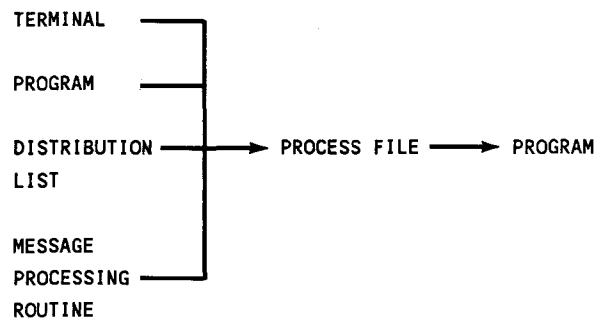 TERMINAL
PROGRAM
DISTRIBUTION
LIST
PROCESS FILE
PROGRAM
MESSAGE
PROCESSING
ROUTINE